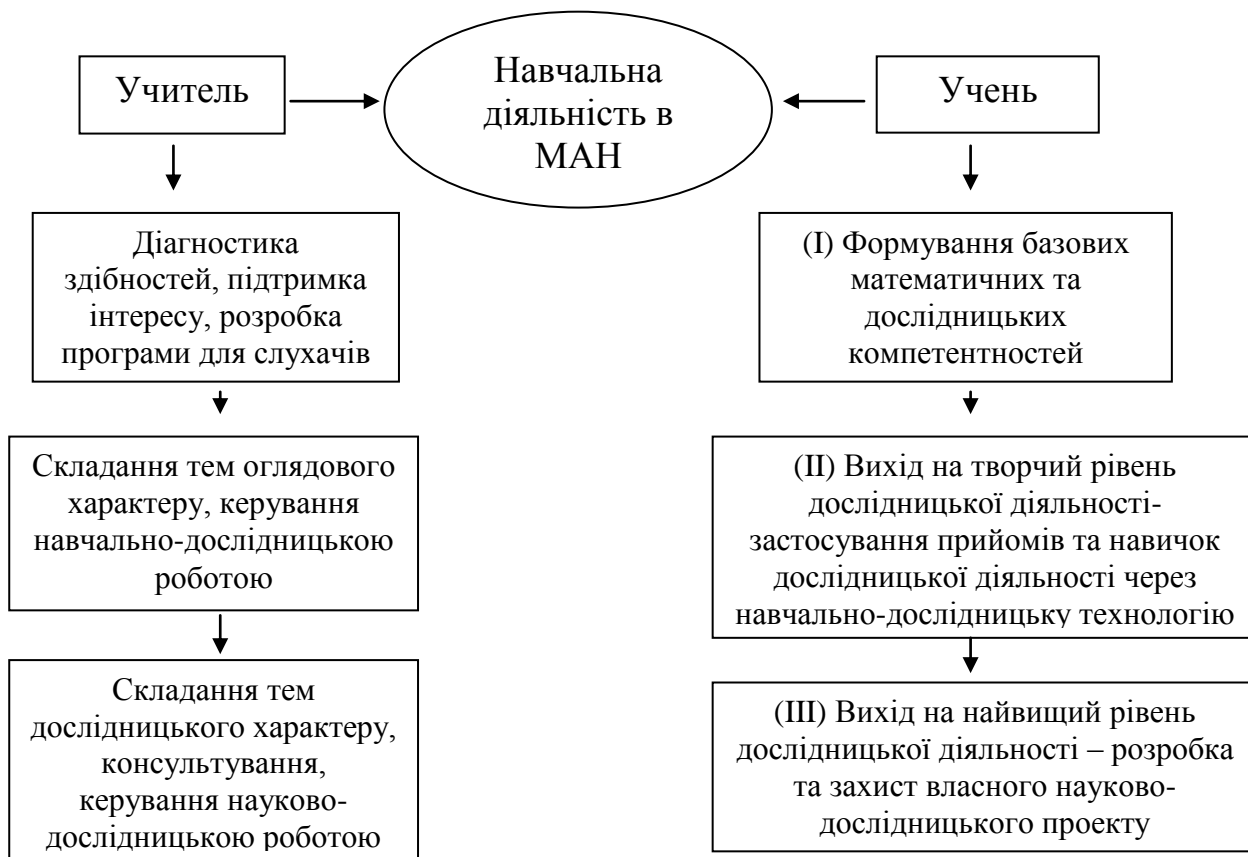 Учитель
Навчальна
діяльність в
МАН
Учень
Діагностика
здібностей, підтримка
інтересу, розробка
програми для слухачів
(І) Формування базових
математичних та
дослідницьких
компетентностей
Складання тем оглядового
характеру, керування
навчально-дослідницькою
роботою
(ІІ) Вихід на творчий рівень
дослідницької діяльності-
застосування прийомів та навичок
дослідницької діяльності через
навчально-дослідницьку технологію
Складання тем
дослідницького характеру,
консультування,
керування науково-
дослідницькою роботою
(ІІІ) Вихід на найвищий рівень
дослідницької діяльності – розробка
та захист власного науково-
дослідницького проекту